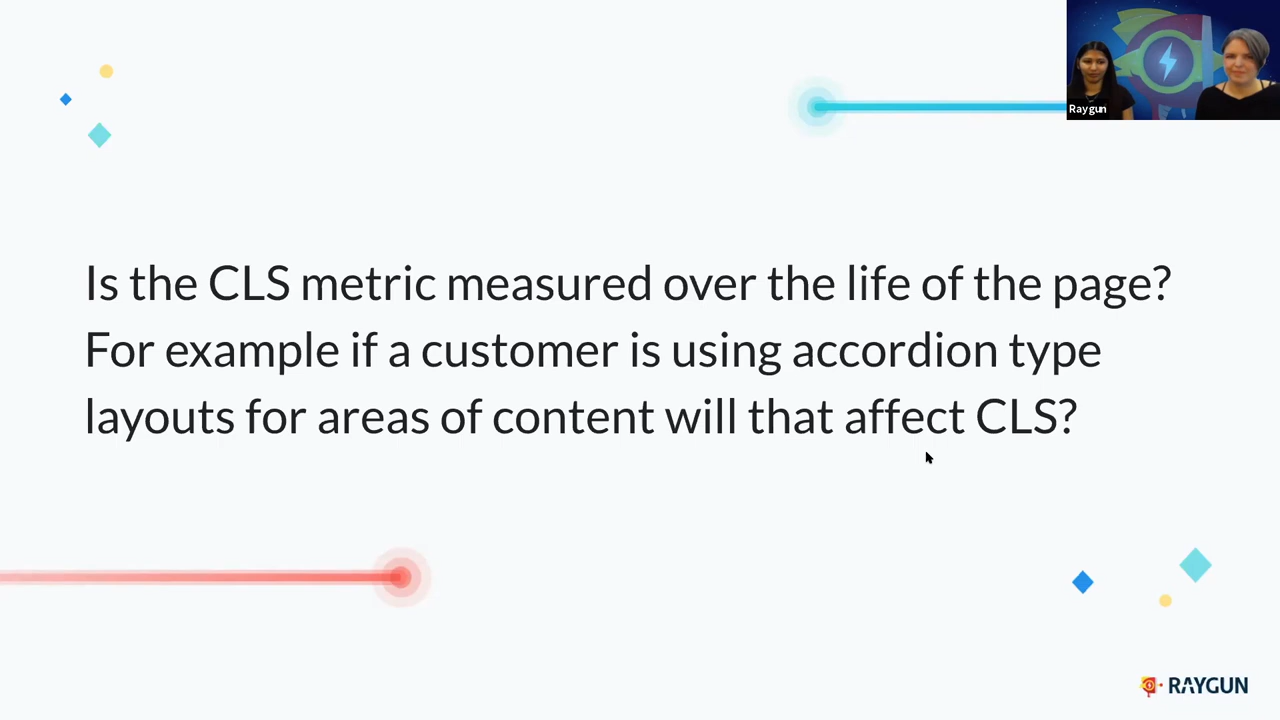 Raygun
Is the CLS metric measured over the life of the page?
For example if a customer is using accordion type
layouts for areas of content will that affect CLS?
RAYGUN